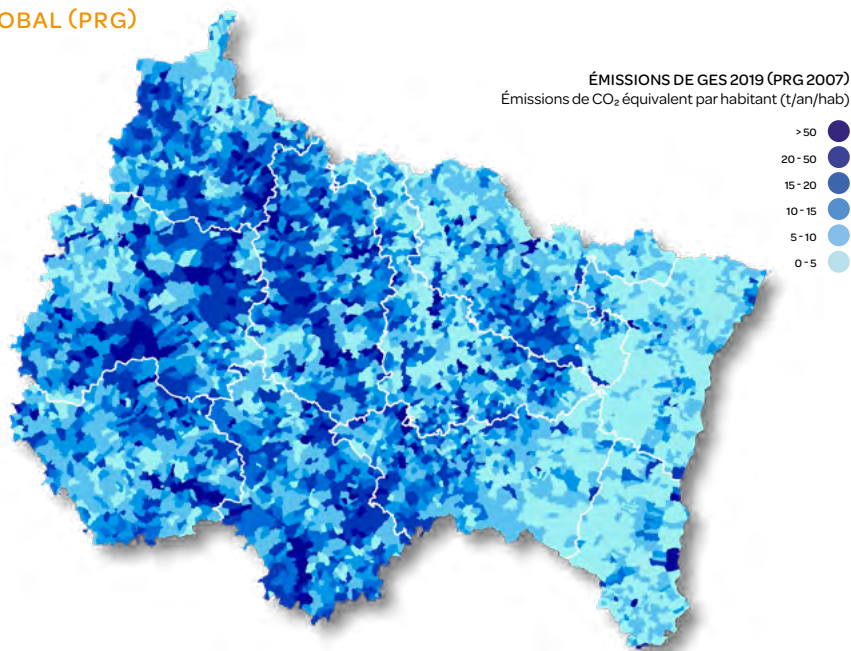 OBAL (PRG)
ÉMISSIONS DE GES 2019 (PRG 2007)
Émissions de CO₂ équivalent par habitant (t/an/hab)
>50
20-50
15-20
10-15
5-10
0-5